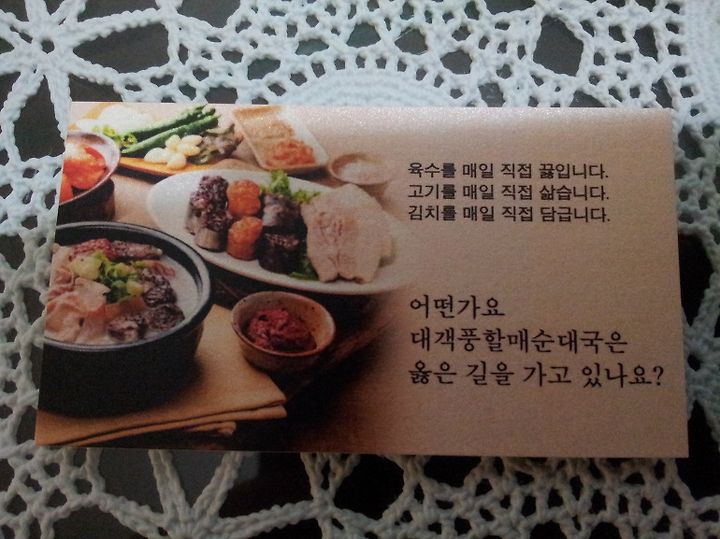 육수를 매일 직접 끓입니다.
고기를 매일 직접 삶습니다.
김치를 매일 직접 담급니다.
어떤가요
대객풍할매순대국은
옳은 길을 가고 있나요?